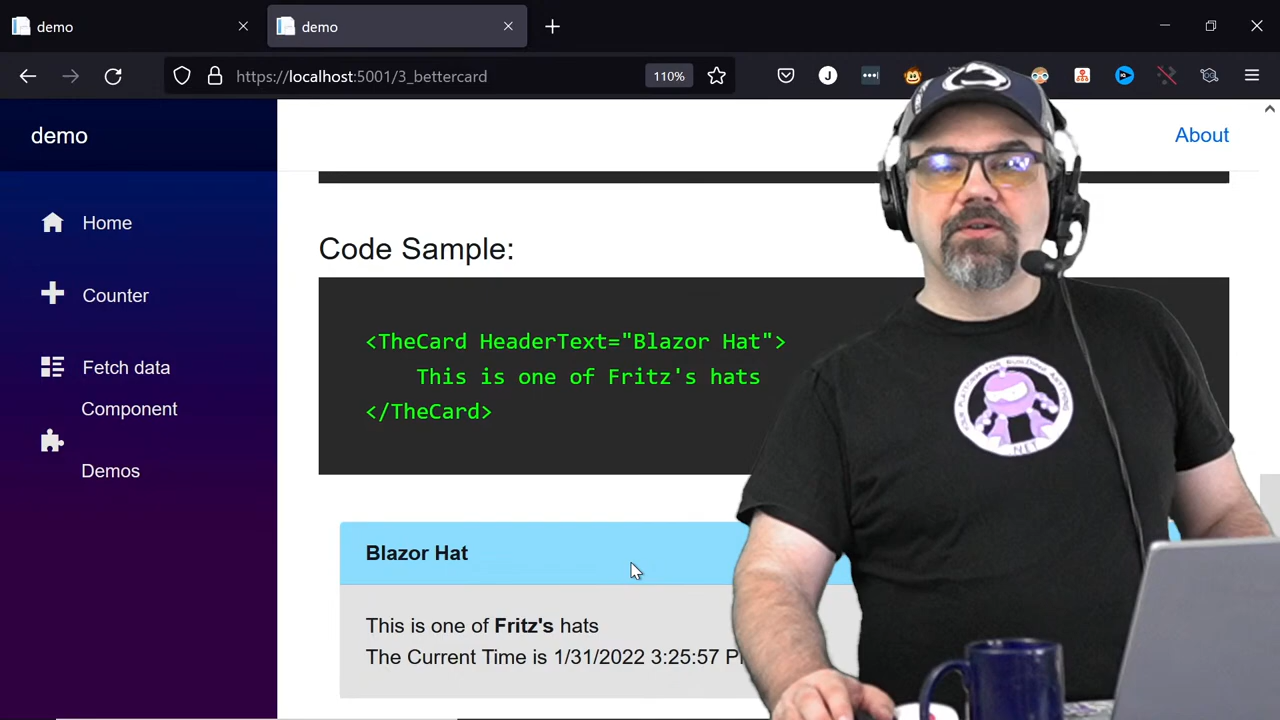 demo
demo
https://localhost:5001/3_bettercard
110%
demo
About
Home
Counter
Fetch data
Component
Demos
Code Sample:
<TheCard HeaderText="Blazor Hat">
This is one of Fritz's hats
</TheCard>
Blazor Hat
This is one of Fritz's hats
The Current Time is 1/31/2022 3:25:57
.NET